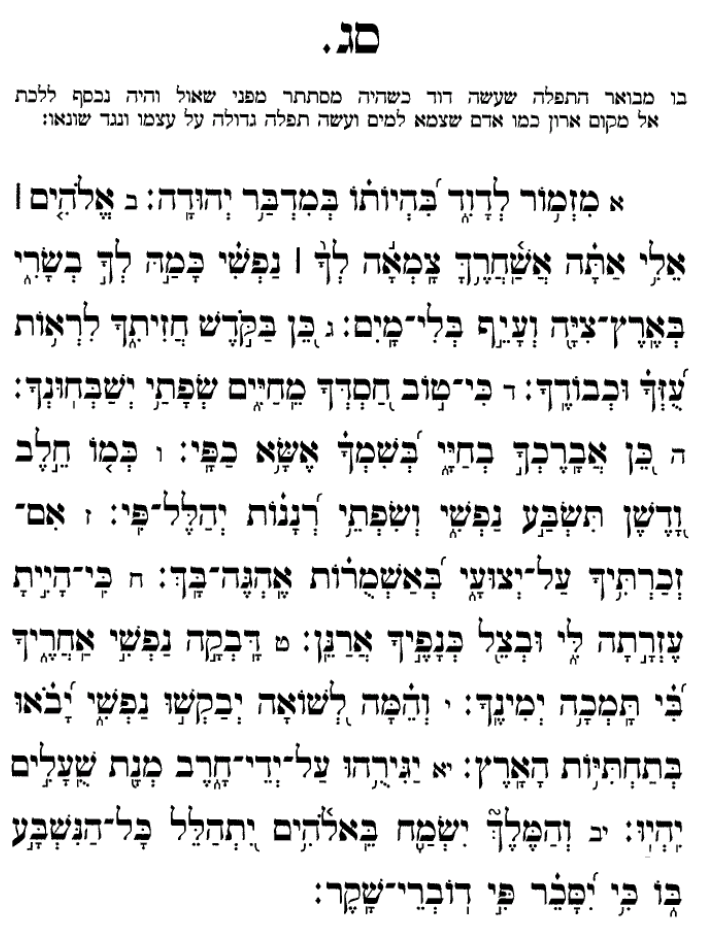 סג.
בו מבואר התפלה שעשה דוד כשהיה מסתתר מפני שאול והיה נכסף ללכת
אל מקום ארון כמו אדם שצמא למים ועשה תפלה גדולה על עצמו ונגד שונאו:
א מִזְמ֥וֹר לְדָוִ֑ד בִּ֝הְיוֹת֗וֹ בְּמִדְבַּ֥ר יְהוּדָֽה: ב אֱלֹהִ֤ים ׀
אֵלִ֥י אַתָּ֗ה אֲֽשַׁ֫חֲרֶ֥ךָּ צָמְאָ֬ה לְךָ֨ ׀ נַפְשִׁ֗י כָּמַ֣הּ לְךָ֣ בְשָׂרִ֑י
בְּאֶֽרֶץ־צִיָּ֖ה וְעָיֵ֣ף בְּלִי־מָֽיִם: ג כֵּ֭ן בַּקֹּ֣דֶשׁ חֲזִיתִ֑ךָ לִרְא֥וֹת
עֻ֝זְּךָ֗ וּכְבוֹדֶֽךָ: ד כִּי־ט֣וֹב חַ֭סְדְּךָ מֵֽחַיִּ֗ים שְׂפָתַ֥י יְשַׁבְּחֽוּנְךָ:
ה כֵּ֣ן אֲבָרֶכְךָ֣ בְחַיָּ֑י בְּ֝שִׁמְךָ֗ אֶשָּׂ֥א כַפָּֽי: ו כְּמ֤וֹ חֵ֣לֶב
וָ֭דֶשֶׁן תִּשְׂבַּ֣ע נַפְשִׁ֑י וְשִׂפְתֵ֥י רְ֝נָנ֗וֹת יְהַלֶּל־פִּֽי: ז אִם־
זְכַרְתִּ֥יךָ עַל־יְצוּעָ֑י בְּ֝אַשְׁמֻר֗וֹת אֶהְגֶּה־בָּֽךְ: ח כִּֽי־הָיִ֣יתָ
עֶזְרָ֣תָה לִּ֑י וּבְצֵ֖ל כְּנָפֶ֣יךָ אֲרַנֵּֽן: ט דָּבְקָ֣ה נַפְשִׁ֣י אַחֲרֶ֑יךָ
בִּ֝֗י תָּמְכָ֥ה יְמִינֶֽךָ: י וְהֵ֗מָּה לְ֭שׁוֹאָה יְבַקְשׁ֣וּ נַפְשִׁ֑י יָ֝בֹ֗אוּ
בְּֽתַחְתִּיּ֥וֹת הָאָֽרֶץ: יא יַגִּירֻ֥הוּ עַל־יְדֵי־חָ֑רֶב מְנָ֖ת שֻׁעָלִ֣ים
יִהְיֽוּ: יב וְהַמֶּלֶךְ֮ יִשְׂמַ֪ח בֵּאלֹ֫הִ֥ים יִ֭תְהַלֵּל כָּל־הַנִּשְׁבָּ֣ע
בּ֑וֹ כִּ֥י יִ֝סָּכֵ֗ר פִּ֣י דֽוֹבְרֵי־שָֽׁקֶר: